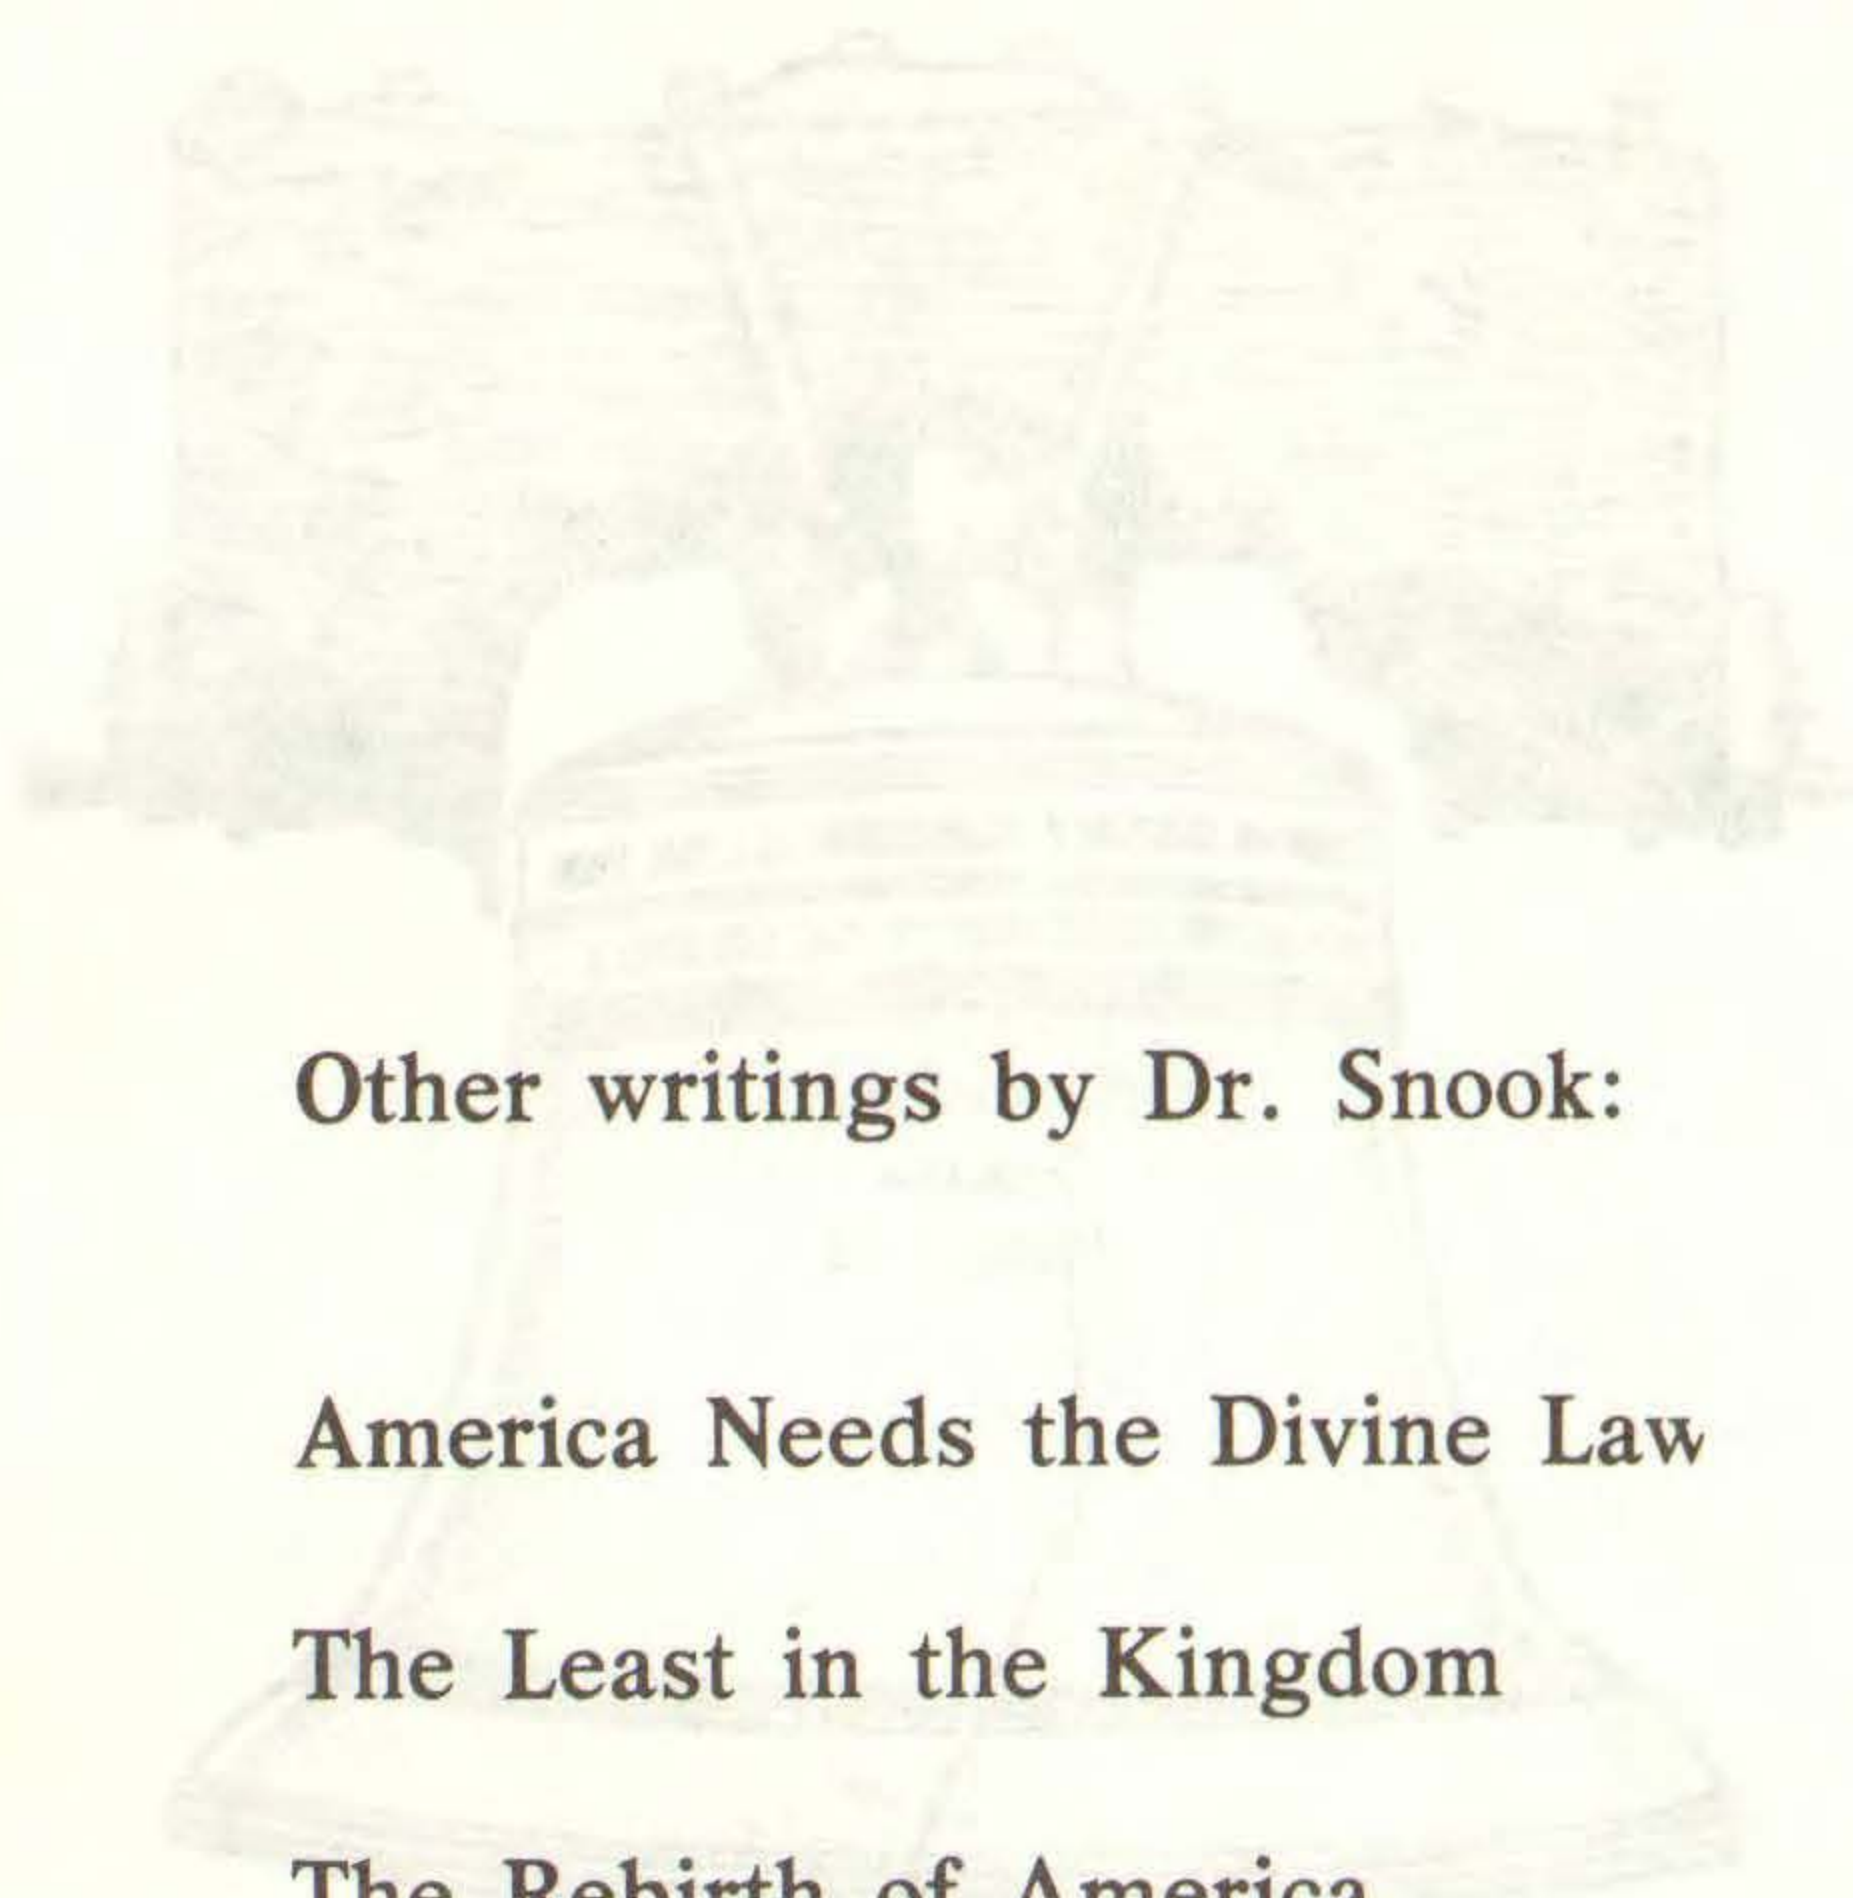 Other writings by Dr. Snook:
America Needs the Divine Law
The Least in the Kingdom
The Rebirth of America